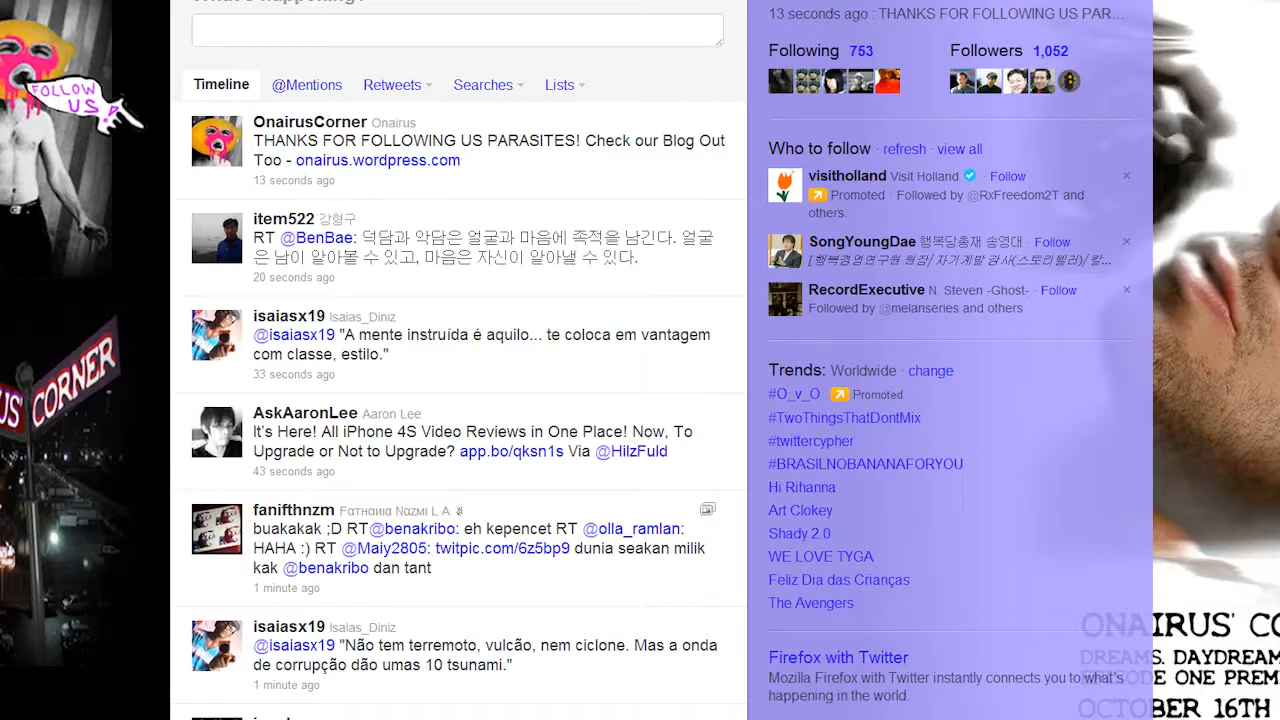 FOLLOW
US!
US'
CORNER
Timeline
@Mentions
Retweets
Searches
Lists
OnairusCorner Onairus
THANKS FOR FOLLOWING US PARASITES! Check our Blog Out
Too - onairus.wordpress.com
13 seconds ago
item522 강형구
RT @BenBae: 덕담과 악담은 얼굴과 마음에 족적을 남긴다. 얼굴
은 남이 알아볼 수 있고, 마음은 자신이 알아낼 수 있다.
20 seconds ago
isaiasx19 Isaias_Diniz
@isaiasx19 "A mente instruída é aquilo... te coloca em vantagem
com classe, estilo."
33 seconds ago
AskAaronLee Aaron Lee
It's Here! All iPhone 4S Video Reviews in One Place! Now, To
Upgrade or Not to Upgrade? app.bo/qksn1s Via @HilzFuld
43 seconds ago
fanifthnzm
buakakak ;D RT@benakribo: eh kepencet RT @olla_ramlan:
HAHA :) RT @Maiy2805: twitpic.com/6z5bp9 dunia seakan milik
kak @benakribo dan tant
1 minute ago
isaiasx19 Isaias_Diniz
@isaiasx19 "Não tem terremoto, vulcão, nem ciclone. Mas a onda
de corrupção dão umas 10 tsunami."
1 minute ago
13 seconds ago : THANKS FOR FOLLOWING US PAR...
Following 753
Followers 1,052
Who to follow · refresh · view all
visitholland Visit Holland · Follow
Promoted · Followed by @RxFreedom2T and
others.
SongYoungDae 행복당총재 송영대 · Follow
RecordExecutive N. Steven -Ghost- · Follow
Followed by @melanseries and others
Trends: Worldwide · change
#O_v_O Promoted
#TwoThingsThatDontMix
#twittercypher
#BRASILNOBANANAFORYOU
Hi Rihanna
Art Clokey
Shady 2.0
WE LOVE TYGA
Feliz Dia das Crianças
The Avengers
Firefox with Twitter
Mozilla Firefox with Twitter instantly connects you to what's
happening in the world.
ONAIRUS' CO
DREAMS. DAYDREAM
EPISODE ONE PREMI
OCTOBER 16TH